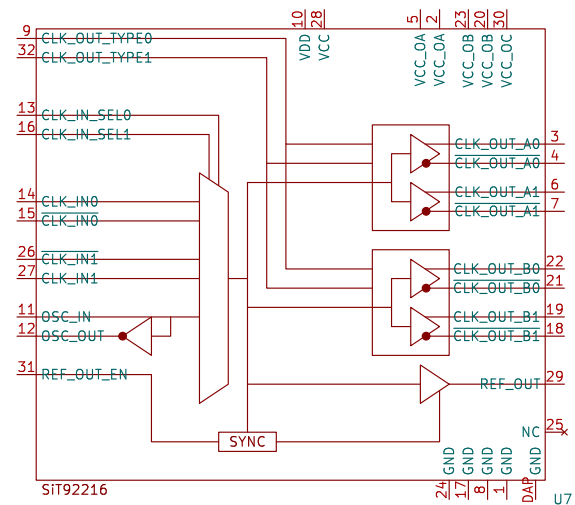 10 VDD
28 VCC
5 VCC_OA
2 VCC_OA
23 VCC_OB
20 VCC_OB
30 VCC_OC
9 CLK_OUT_TYPE0
32 CLK_OUT_TYPE1
13 CLK_IN_SEL0
16 CLK_IN_SEL1
CLK_OUT_A0 3
CLK_OUT_A0 4
CLK_OUT_A1 6
CLK_OUT_A1 7
14 CLK_IN0
15 CLK_IN0
26 CLK_IN1
27 CLK_IN1
CLK_OUT_B0 22
CLK_OUT_B0 21
CLK_OUT_B1 19
CLK_OUT_B1 18
11 OSC_IN
12 OSC_OUT
31 REF_OUT_EN
REF_OUT 29
SYNC
NC 25
24 GND
17 GND
8 GND
1 GND
DAP GND
SiT92216
U7